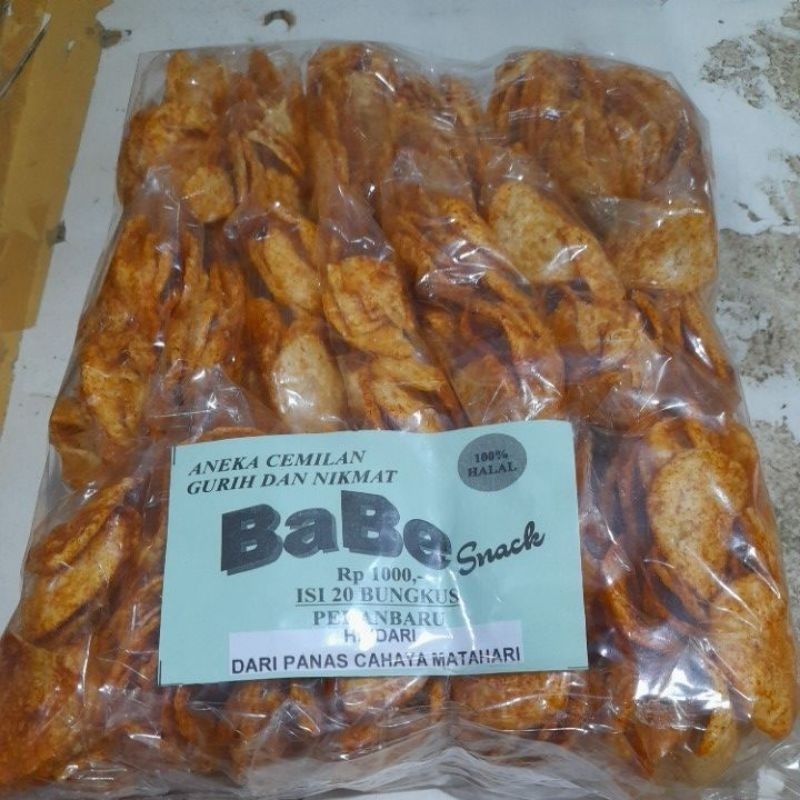 ANEKA CEMILAN
GURIH DAN NIKMAT
100%
HALAL
BaBe Snack
Rp 1000,-
ISI 20 BUNGKUS
PEKANBARU
HINDARI
DARI PANAS CAHAYA MATAHARI